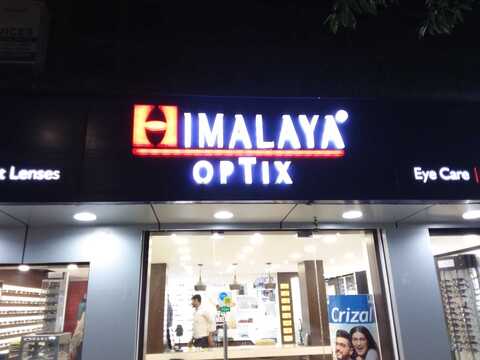 HIMALAYA
OPTIX
t Lenses
Eye Care |
Crizal